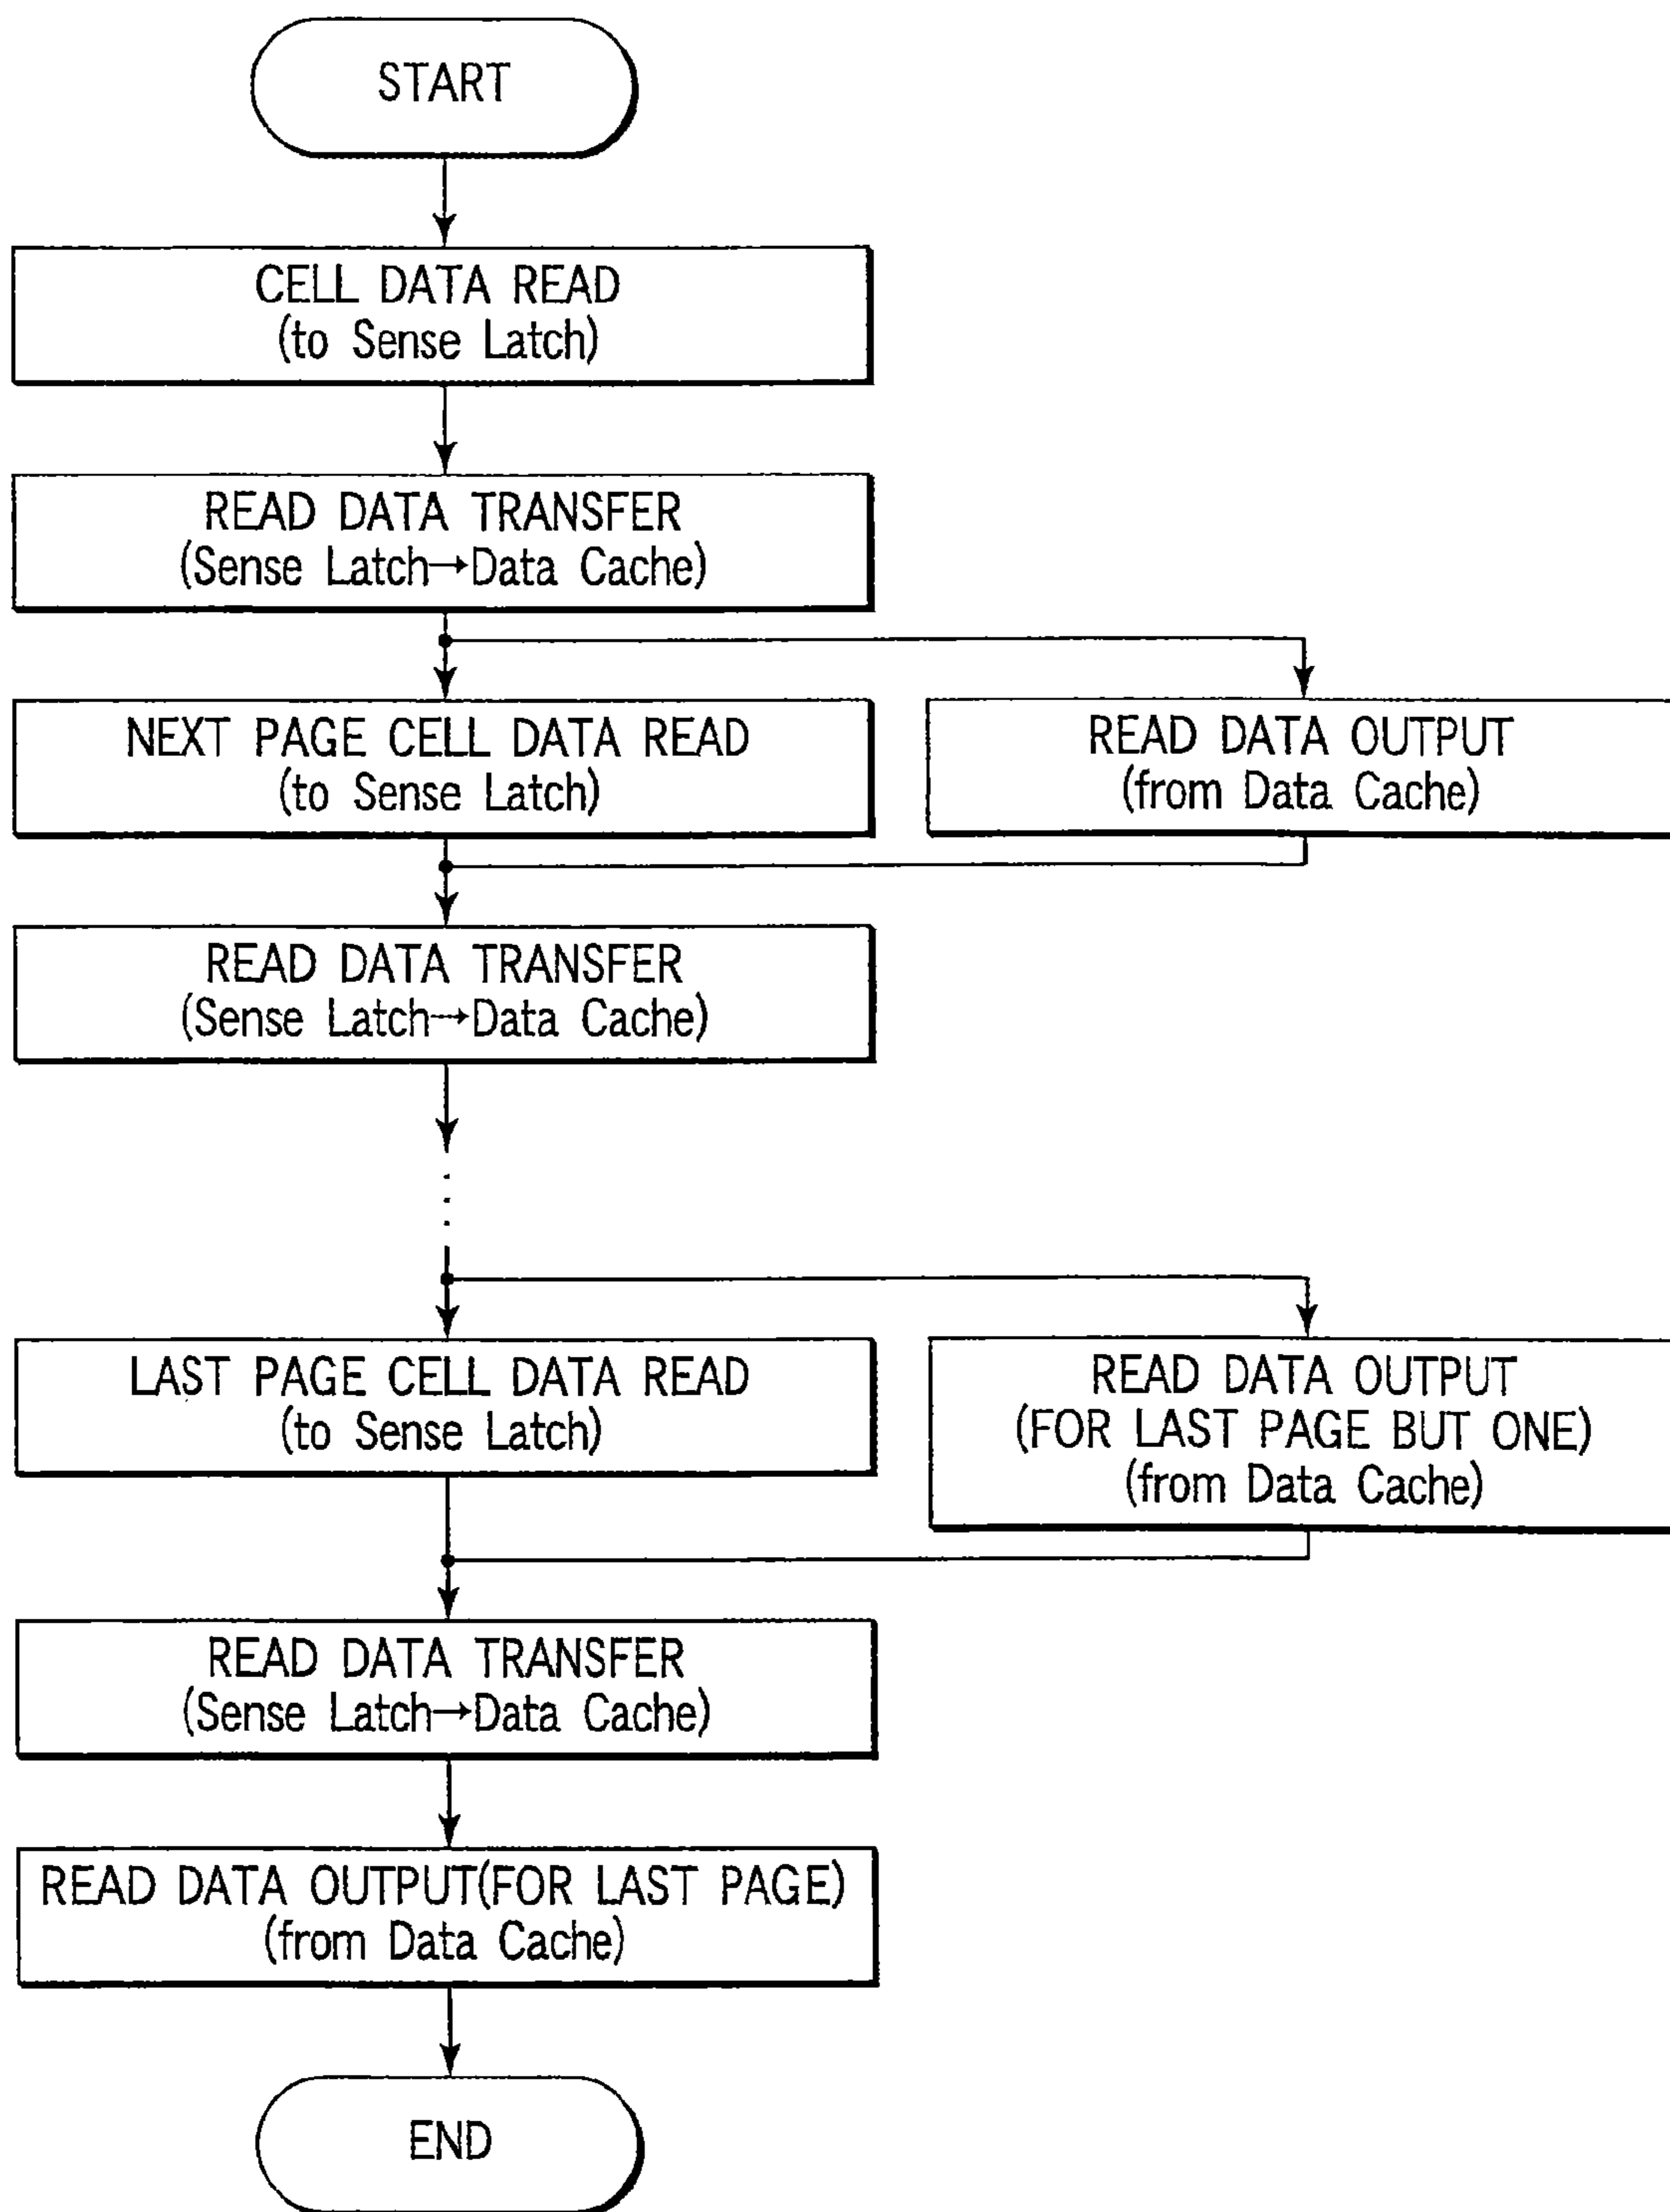 START
CELL DATA READ
(to Sense Latch)
READ DATA TRANSFER
(Sense Latch→Data Cache)
NEXT PAGE CELL DATA READ
(to Sense Latch)
READ DATA OUTPUT
(from Data Cache)
READ DATA TRANSFER
(Sense Latch→Data Cache)
LAST PAGE CELL DATA READ
(to Sense Latch)
READ DATA OUTPUT
(FOR LAST PAGE BUT ONE)
(from Data Cache)
READ DATA TRANSFER
(Sense Latch→Data Cache)
READ DATA OUTPUT(FOR LAST PAGE)
(from Data Cache)
END